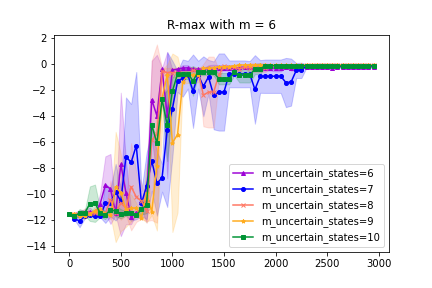 R-max with m = 6
2
0
−2
−4
−6
−8
−10
−12
−14
0
500
1000
1500
2000
2500
3000
m_uncertain_states=6
m_uncertain_states=7
m_uncertain_states=8
m_uncertain_states=9
m_uncertain_states=10